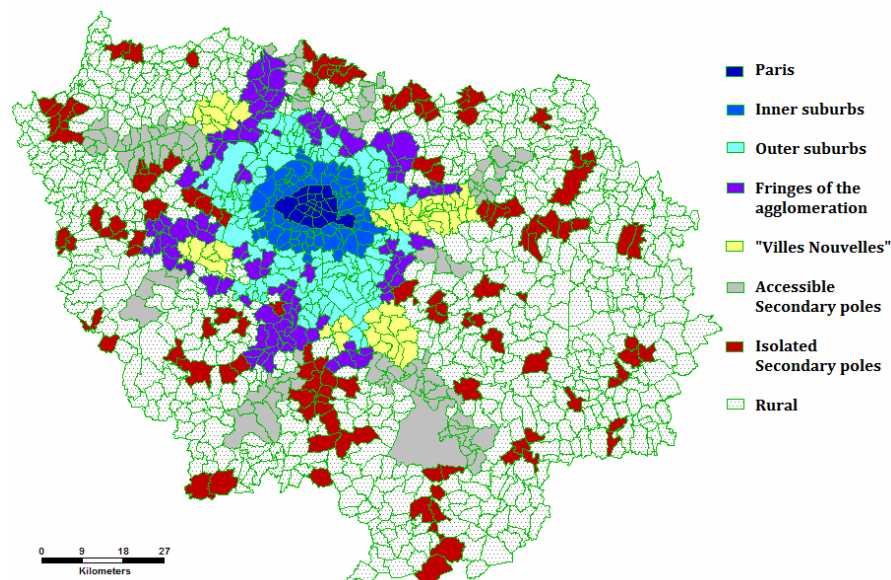 Paris
Inner suburbs
Outer suburbs
Fringes of the
agglomeration
"Villes Nouvelles"
Accessible
Secondary poles
Isolated
Secondary poles
Rural
0 9 18 27
Kilometers